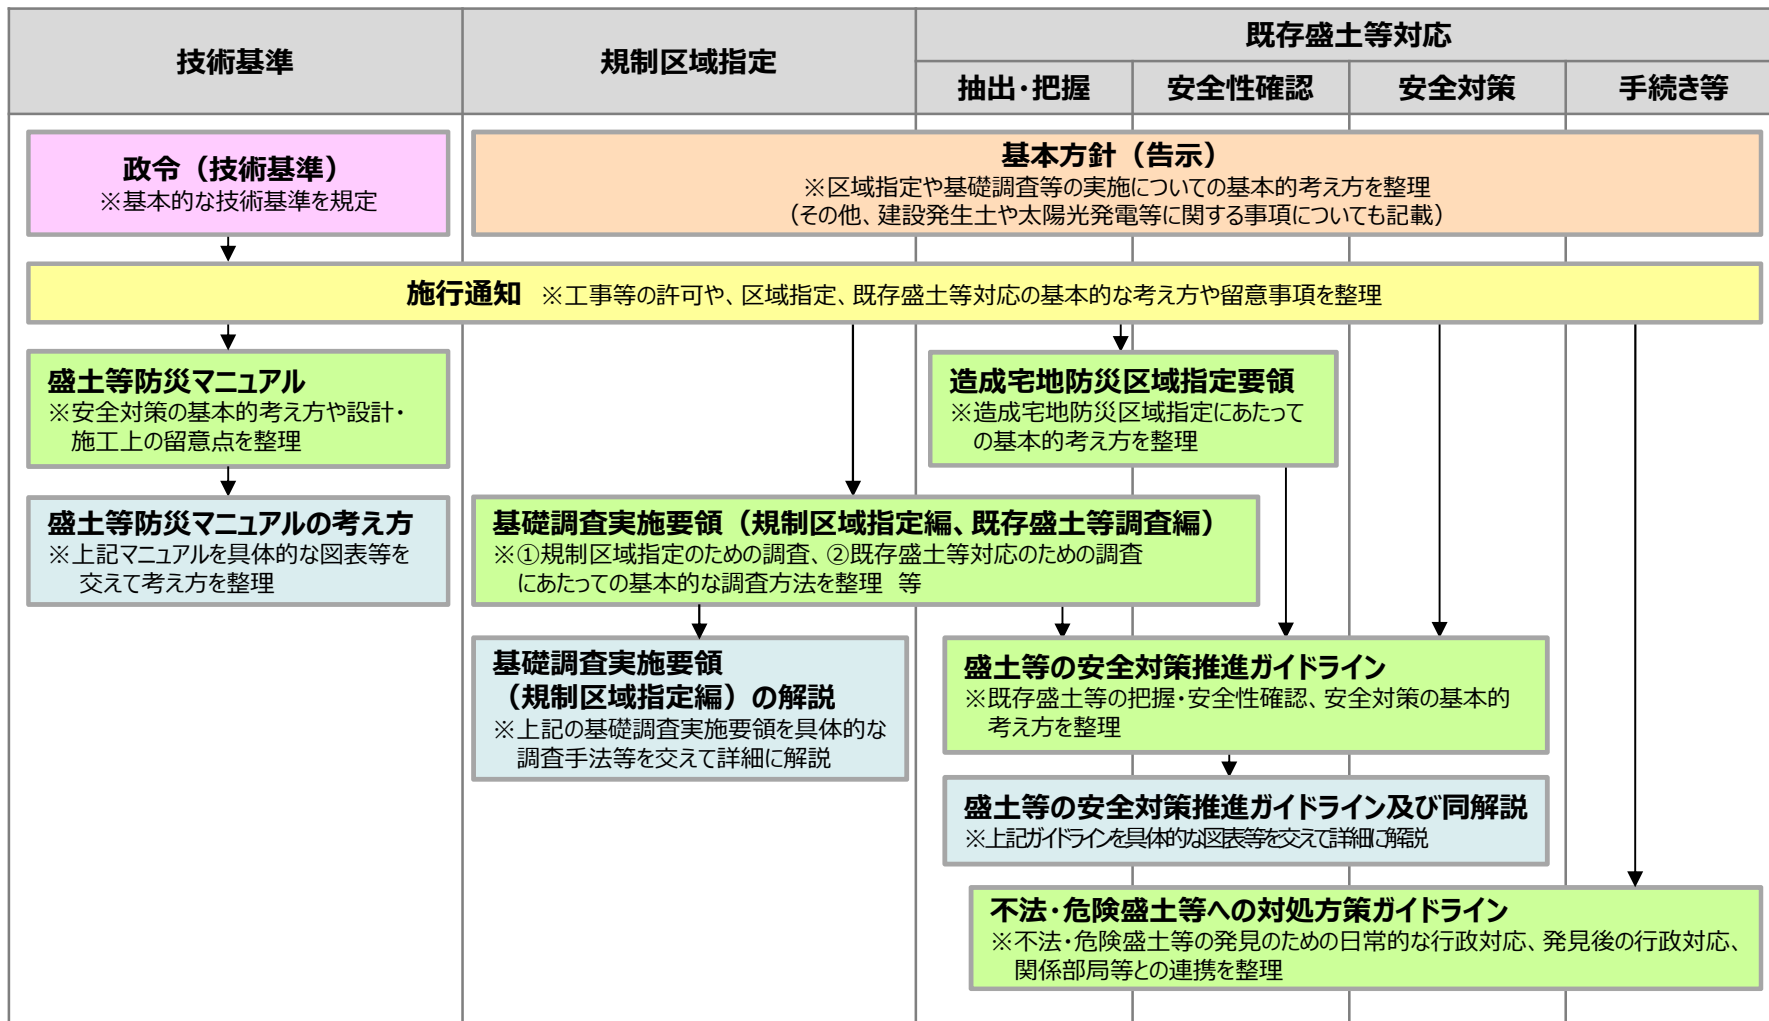 技術基準
規制区域指定
既存盛土等対応
抽出・把握
安全性確認
安全対策
手続き等
政令（技術基準）
※基本的な技術基準を規定
基本方針（告示）
※区域指定や基礎調査等の実施についての基本的考え方を整理
（その他、建設発生土や太陽光発電等に関する事項についても記載）
施行通知 ※工事等の許可や、区域指定、既存盛土等対応の基本的な考え方や留意事項を整理
盛土等防災マニュアル
※安全対策の基本的考え方や設計・
施工上の留意点を整理
造成宅地防災区域指定要領
※造成宅地防災区域指定にあたって
の基本的考え方を整理
盛土等防災マニュアルの考え方
※上記マニュアルを具体的な図表等を
交えて考え方を整理
基礎調査実施要領（規制区域指定編、既存盛土等調査編）
※①規制区域指定のための調査、②既存盛土等対応のための調査
にあたっての基本的な調査方法を整理 等
基礎調査実施要領
（規制区域指定編）の解説
※上記の基礎調査実施要領を具体的な
調査手法等を交えて詳細に解説
盛土等の安全対策推進ガイドライン
※既存盛土等の把握・安全性確認、安全対策の基本的
考え方を整理
盛土等の安全対策推進ガイドライン及び同解説
※上記ガイドラインを具体的な図表等を交えて詳細に解説
不法・危険盛土等への対処方策ガイドライン
※不法・危険盛土等の発見のための日常的な行政対応、発見後の行政対応、
関係部局等との連携を整理